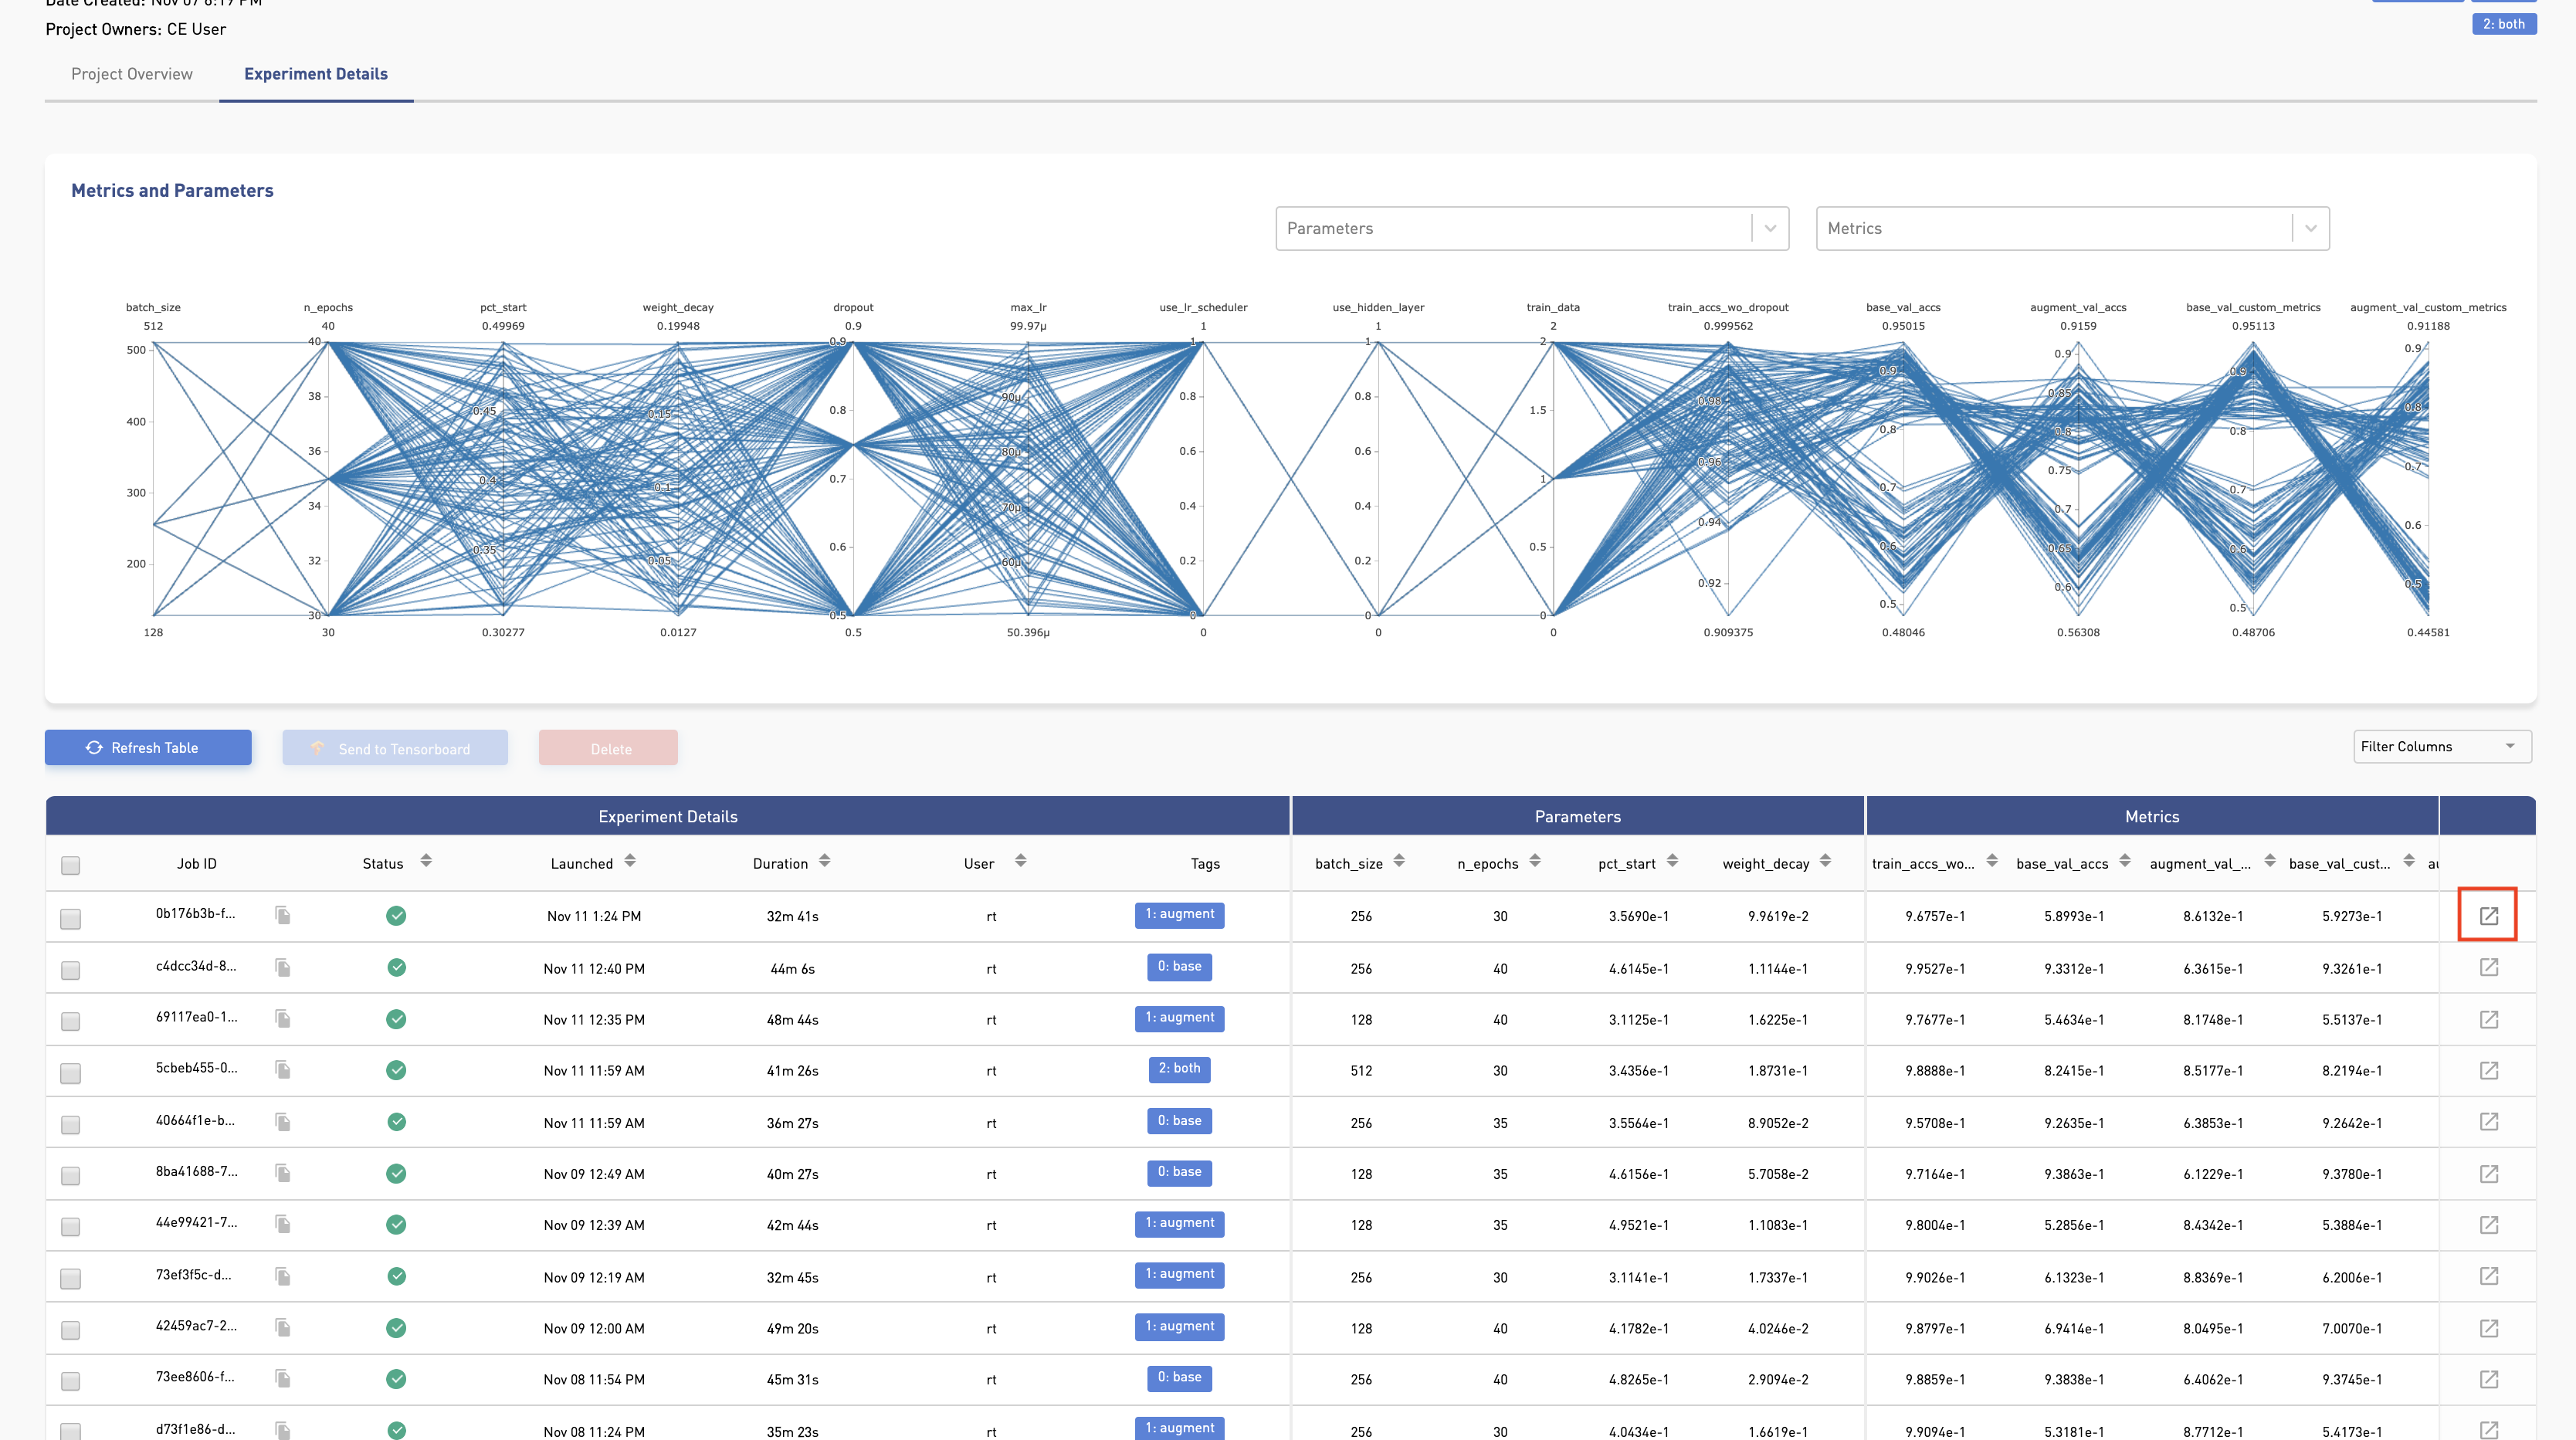 Date Created: Nov 07 6:19 PM
Project Owners: CE User
2: both
Project Overview Experiment Details
Metrics and Parameters
Parameters Metrics
batch_size n_epochs pct_start weight_decay dropout max_lr use_lr_scheduler use_hidden_layer train_data train_accs_wo_dropout base_val_accs augment_val_accs base_val_custom_metrics augment_val_custom_metrics
512 40 0.49969 0.19948 0.9 99.97µ 1 1 2 0.999562 0.95015 0.9159 0.95113 0.91188
500 400 300 200
40 38 36 34 32 30
0.45 0.4 0.35
0.15 0.1 0.05
0.9 0.8 0.7 0.6 0.5
90µ 80µ 70µ 60µ
1 0.8 0.6 0.4 0.2 0
1 0.8 0.6 0.4 0.2 0
2 1.5 1 0.5 0
0.98 0.96 0.94 0.92
0.9 0.8 0.7 0.6 0.5
0.9 0.85 0.8 0.75 0.7 0.65 0.6
0.9 0.8 0.7 0.6 0.5
0.9 0.8 0.7 0.6 0.5
128 30 0.30277 0.0127 0.5 50.396µ 0 0 0 0.909375 0.48046 0.56308 0.48706 0.44581
Refresh Table Send to Tensorboard Delete Filter Columns
Experiment Details Parameters Metrics
Job ID Status Launched Duration User Tags batch_size n_epochs pct_start weight_decay train_accs_wo... base_val_accs augment_val_... base_val_cust...
0b176b3b-f... Nov 11 1:24 PM 32m 41s rt 1: augment 256 30 3.5690e-1 9.9619e-2 9.6757e-1 5.8993e-1 8.6132e-1 5.9273e-1
c4dcc34d-8... Nov 11 12:40 PM 44m 6s rt 0: base 256 40 4.6145e-1 1.1144e-1 9.9527e-1 9.3312e-1 6.3615e-1 9.3261e-1
69117ea0-1... Nov 11 12:35 PM 48m 44s rt 1: augment 128 40 3.1125e-1 1.6225e-1 9.7677e-1 5.4634e-1 8.1748e-1 5.5137e-1
5cbeb455-0... Nov 11 11:59 AM 41m 26s rt 2: both 512 30 3.4356e-1 1.8731e-1 9.8888e-1 8.2415e-1 8.5177e-1 8.2194e-1
40664f1e-b... Nov 11 11:59 AM 36m 27s rt 0: base 256 35 3.5564e-1 8.9052e-2 9.5708e-1 9.2635e-1 6.3853e-1 9.2642e-1
8ba41688-7... Nov 09 12:49 AM 40m 27s rt 0: base 128 35 4.6156e-1 5.7058e-2 9.7164e-1 9.3863e-1 6.1229e-1 9.3780e-1
44e99421-7... Nov 09 12:39 AM 42m 44s rt 1: augment 128 35 4.9521e-1 1.1083e-1 9.8004e-1 5.2856e-1 8.4342e-1 5.3884e-1
73ef3f5c-d... Nov 09 12:19 AM 32m 45s rt 1: augment 256 30 3.1141e-1 1.7337e-1 9.9026e-1 6.1323e-1 8.8369e-1 6.2006e-1
42459ac7-2... Nov 09 12:00 AM 49m 20s rt 1: augment 128 40 4.1782e-1 4.0246e-2 9.8797e-1 6.9414e-1 8.0495e-1 7.0070e-1
73ee8606-f... Nov 08 11:54 PM 45m 31s rt 0: base 256 40 4.8265e-1 2.9094e-2 9.8859e-1 9.3838e-1 6.4062e-1 9.3745e-1
d73f1e86-d... Nov 08 11:24 PM 35m 23s rt 1: augment 256 30 4.0434e-1 1.6619e-1 9.9094e-1 5.3181e-1 8.7712e-1 5.4173e-1